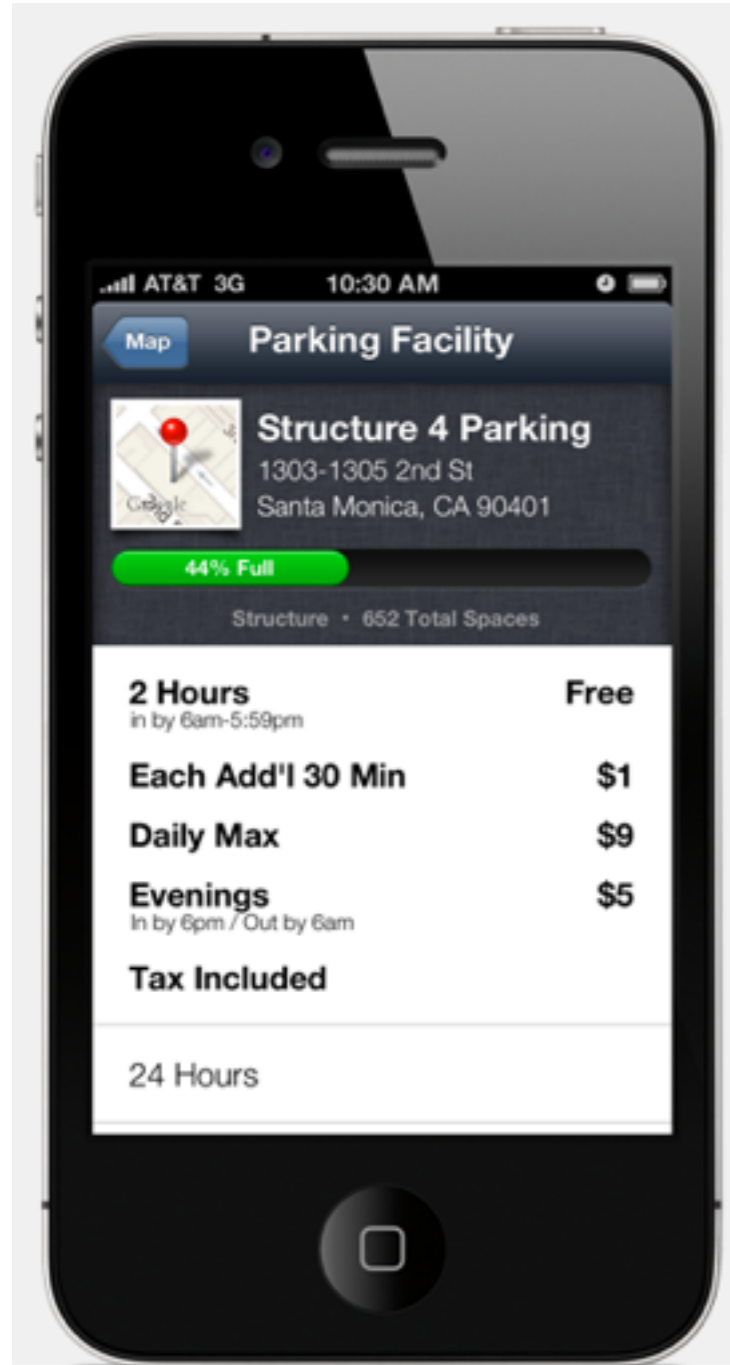 AT&T 3G 10:30 AM
Map Parking Facility
Structure 4 Parking
1303-1305 2nd St
Santa Monica, CA 90401
Google
44% Full
Structure • 652 Total Spaces
2 Hours Free
in by 6am-5:59pm
Each Add'l 30 Min $1
Daily Max $9
Evenings $5
In by 6pm / Out by 6am
Tax Included
24 Hours